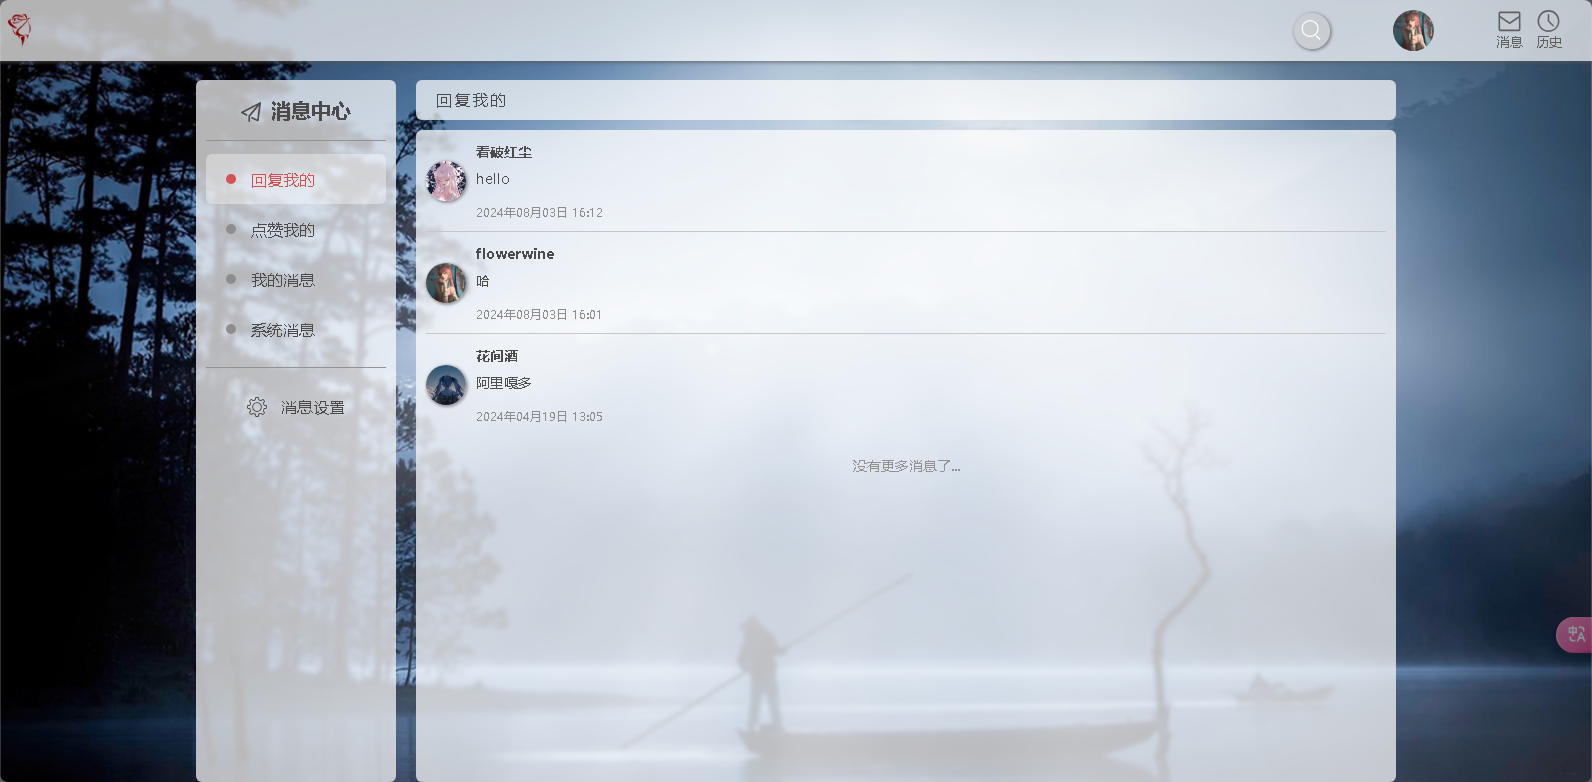 消息
历史
消息中心
回复我的
点赞我的
我的消息
系统消息
消息设置
回复我的
看破红尘
hello
2024年08月03日 16:12
flowerwine
哈
2024年08月03日 16:01
花间酒
阿里嘎多
2024年04月19日 13:05
没有更多消息了...
中
A